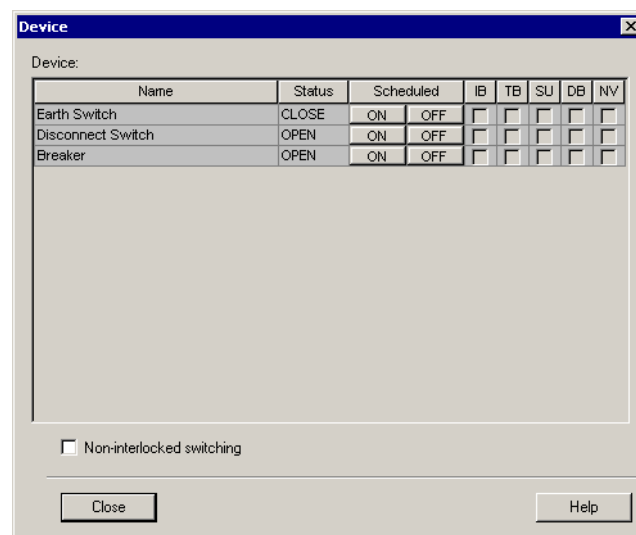 Device
Device:
Name Status Scheduled IB TB SU DB NV
Earth Switch CLOSE ON OFF
Disconnect Switch OPEN ON OFF
Breaker OPEN ON OFF
Non-interlocked switching
Close Help